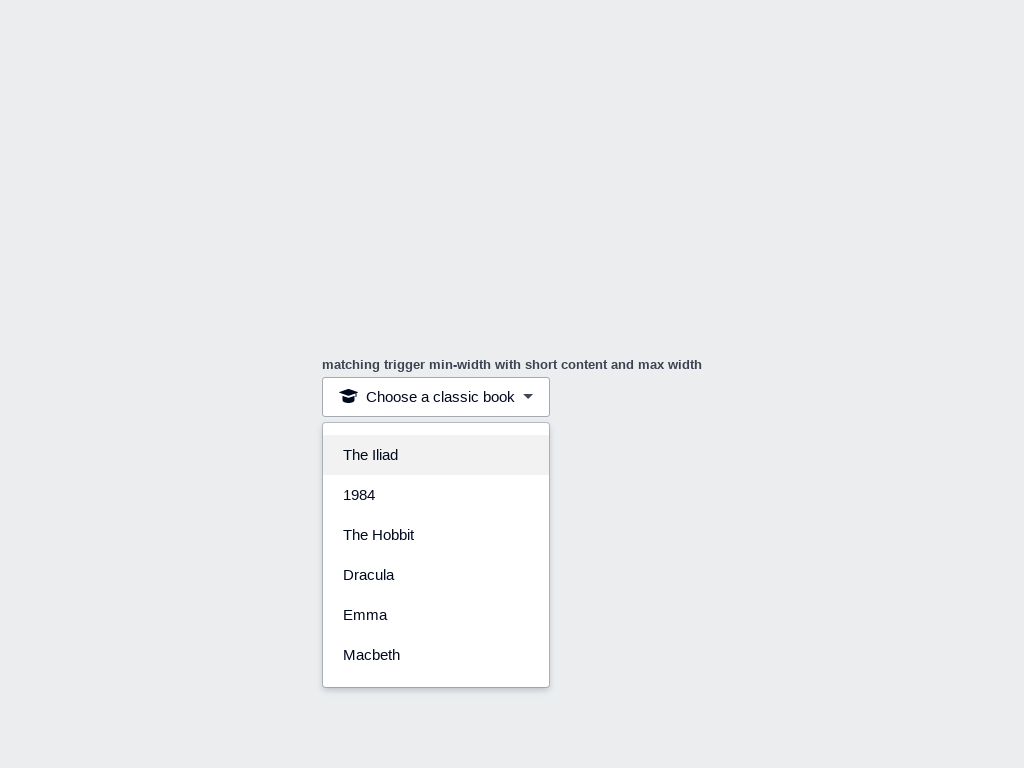 matching trigger min-width with short content and max width
Choose a classic book
The Iliad
1984
The Hobbit
Dracula
Emma
Macbeth